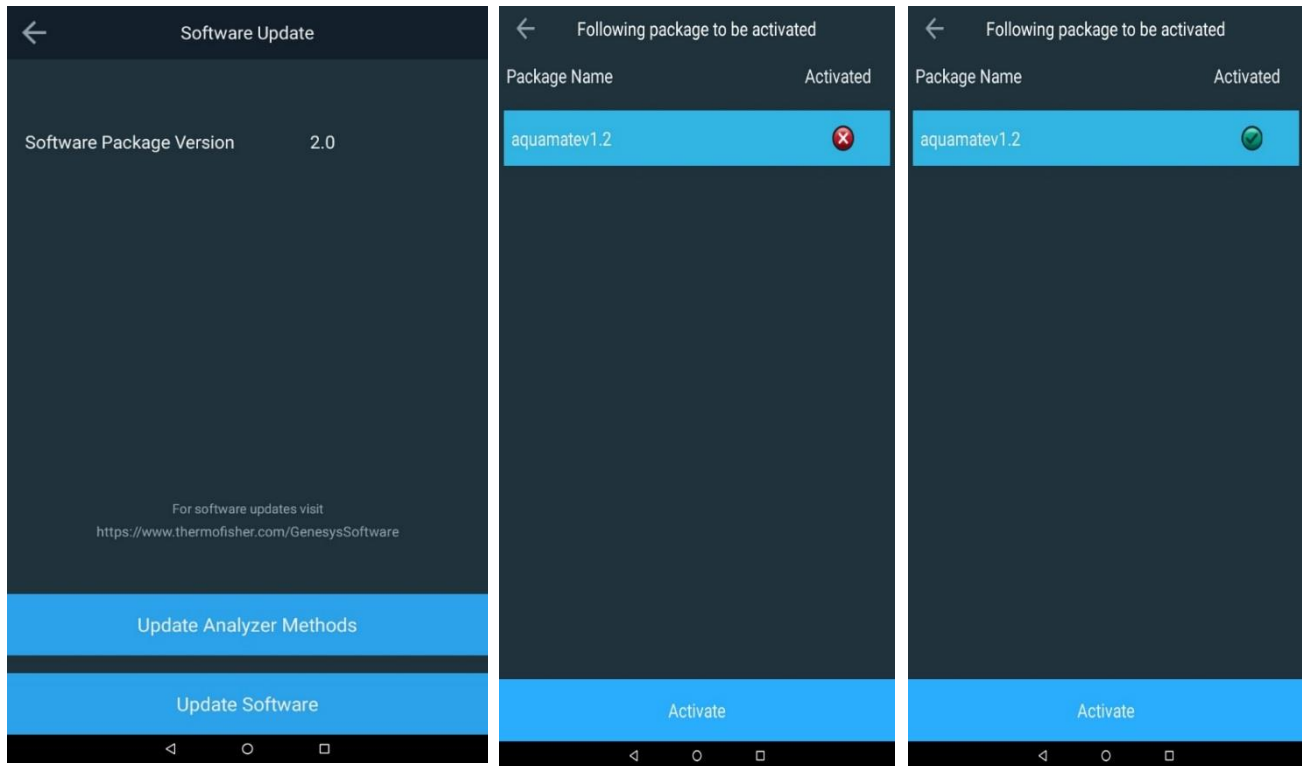 Software Update
Software Package Version 2.0
For software updates visit
https://www.thermofisher.com/GenesysSoftware
Update Analyzer Methods
Update Software
Following package to be activated
Package Name Activated
aquamatev1.2
Activate
Following package to be activated
Package Name Activated
aquamatev1.2
Activate